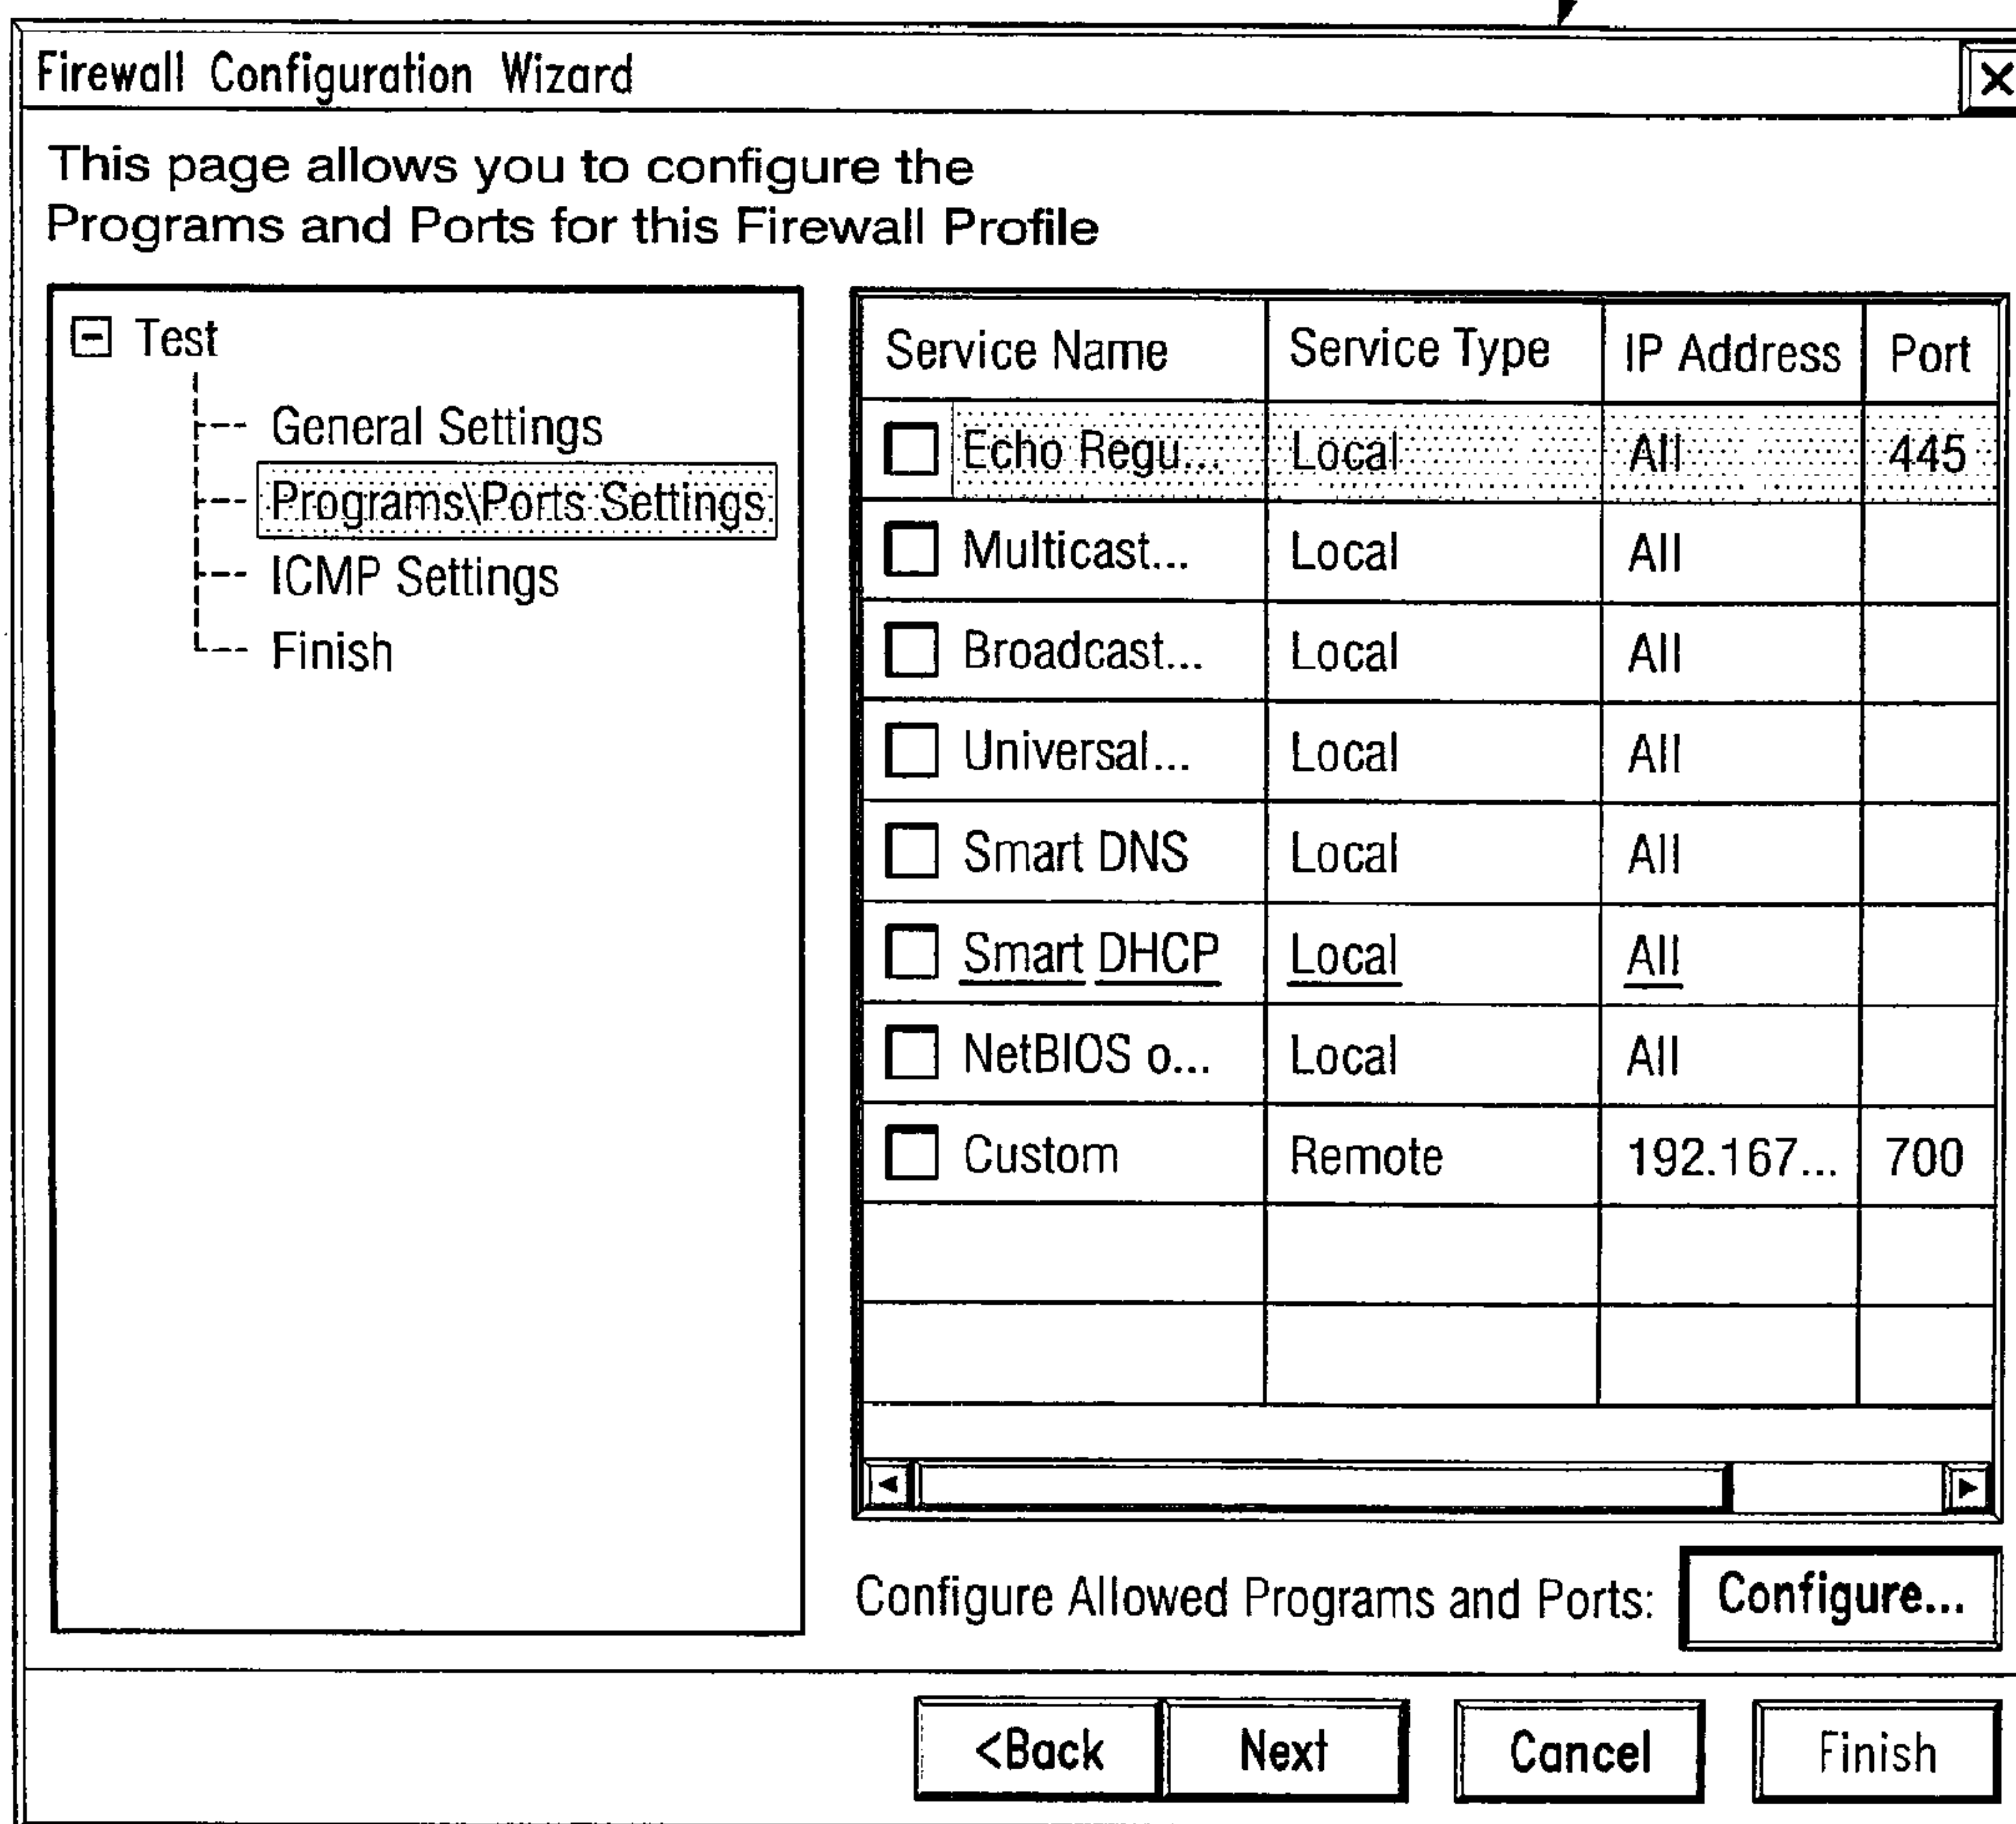 Firewall Configuration Wizard
This page allows you to configure the
Programs and Ports for this Firewall Profile
Test
General Settings
Programs\Ports Settings
ICMP Settings
Finish
Service Name Service Type IP Address Port
Echo Regu... Local All 445
Multicast... Local All
Broadcast... Local All
Universal... Local All
Smart DNS Local All
Smart DHCP Local All
NetBIOS o... Local All
Custom Remote 192.167... 700
Configure Allowed Programs and Ports: Configure...
<Back Next Cancel Finish